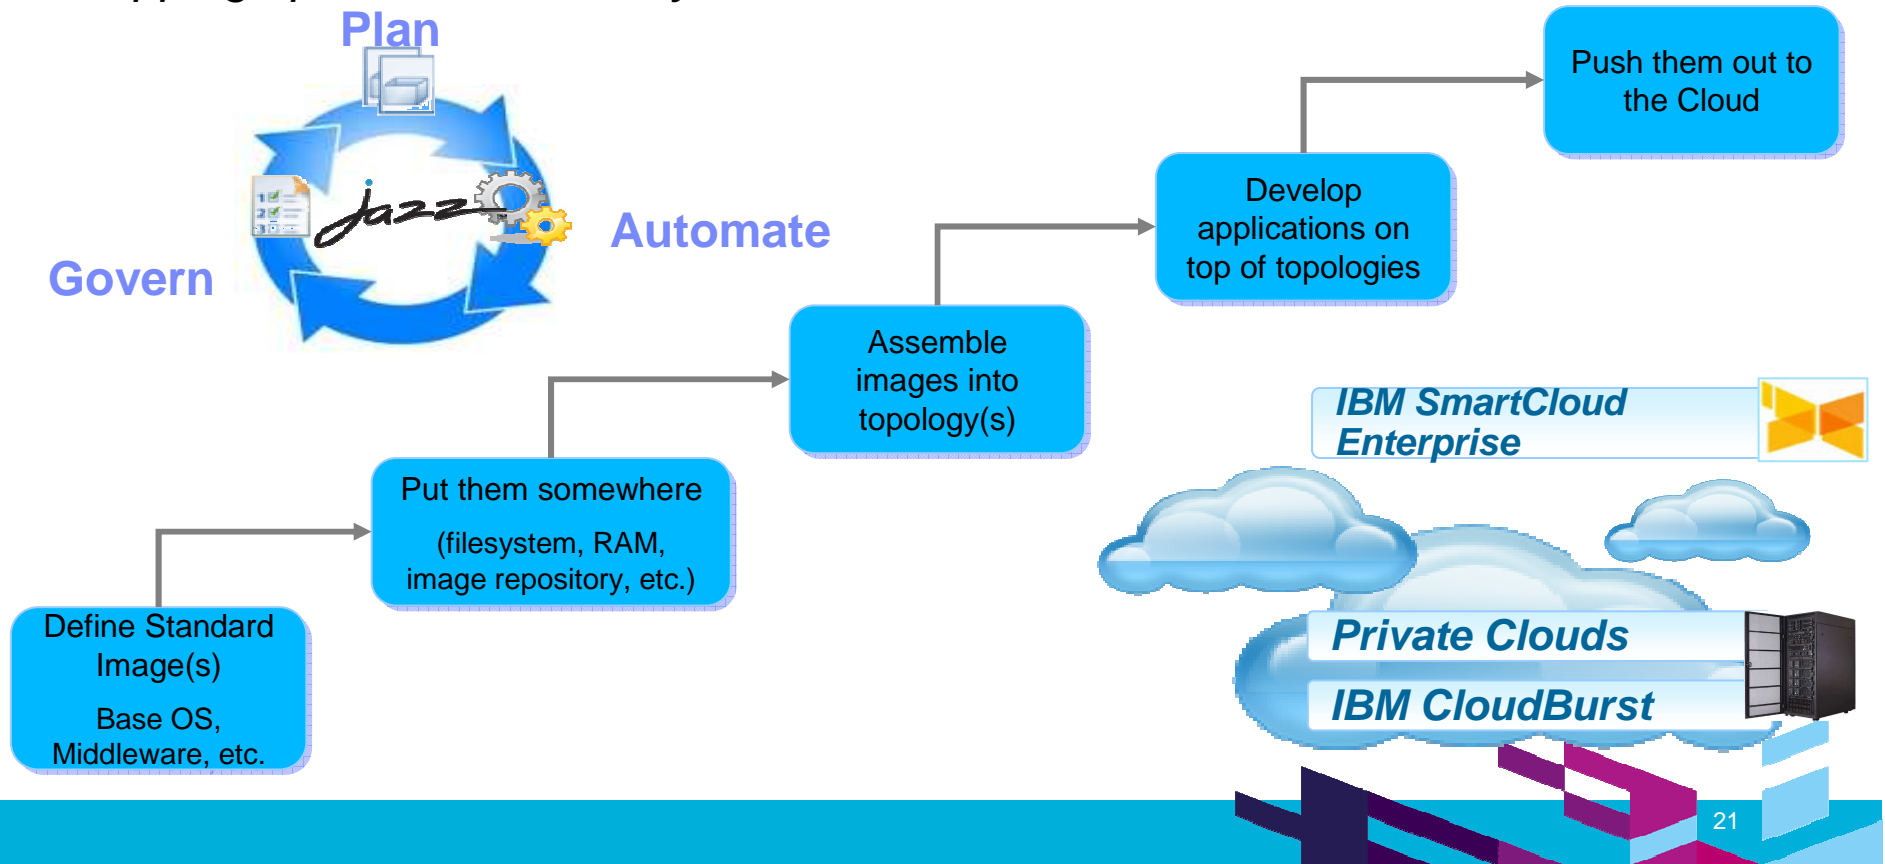 Plan
jazz
Automate
Govern
Push them out to
the Cloud
Develop
applications on
top of topologies
Assemble
images into
topology(s)
Put them somewhere
(filesystem, RAM,
image repository, etc.)
Define Standard
Image(s)
Base OS,
Middleware, etc.
IBM SmartCloud
Enterprise
Private Clouds
IBM CloudBurst
21